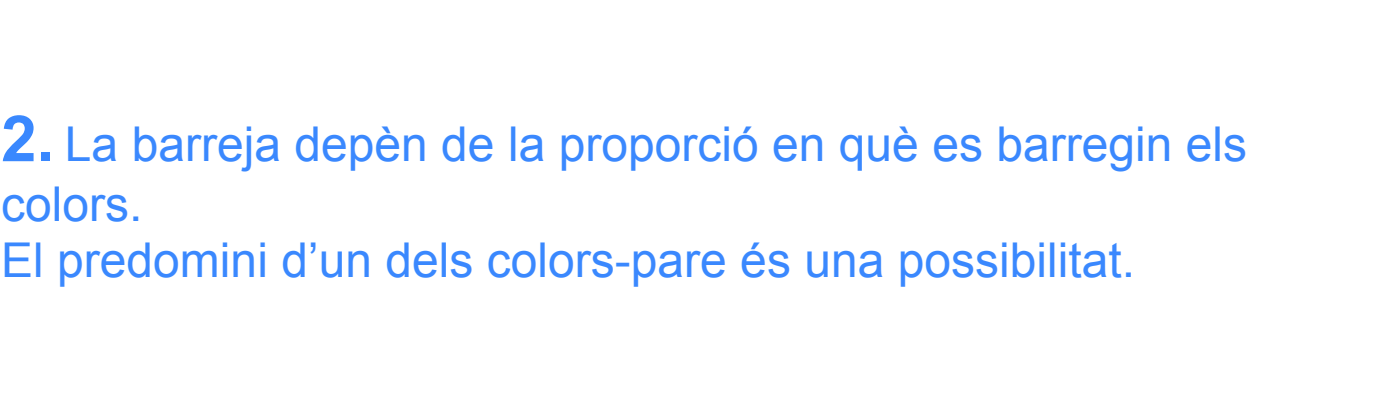 2. La barreja depèn de la proporció en què es barregin els
colors.
El predomini d’un dels colors-pare és una possibilitat.